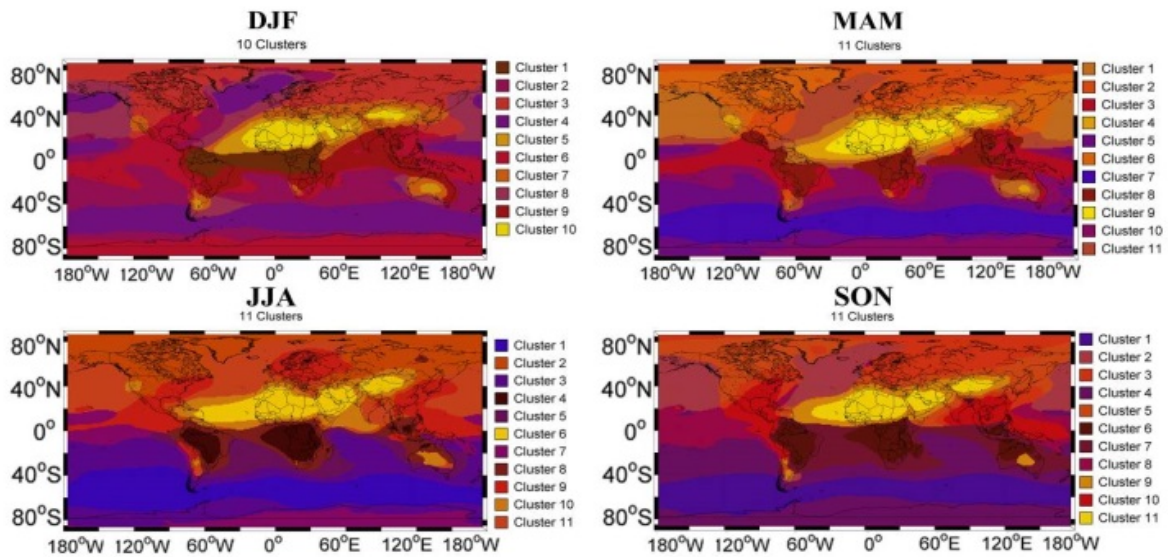 DJF
10 Clusters
80°N
40°N
0°
40°S
80°S
180°W 120°W 60°W 0° 60°E 120°E 180°W
Cluster 1
Cluster 2
Cluster 3
Cluster 4
Cluster 5
Cluster 6
Cluster 7
Cluster 8
Cluster 9
Cluster 10
MAM
11 Clusters
80°N
40°N
0°
40°S
80°S
180°W 120°W 60°W 0° 60°E 120°E 180°W
Cluster 1
Cluster 2
Cluster 3
Cluster 4
Cluster 5
Cluster 6
Cluster 7
Cluster 8
Cluster 9
Cluster 10
Cluster 11
JJA
11 Clusters
80°N
40°N
0°
40°S
80°S
180°W 120°W 60°W 0° 60°E 120°E 180°W
Cluster 1
Cluster 2
Cluster 3
Cluster 4
Cluster 5
Cluster 6
Cluster 7
Cluster 8
Cluster 9
Cluster 10
Cluster 11
SON
11 Clusters
80°N
40°N
0°
40°S
80°S
180°W 120°W 60°W 0° 60°E 120°E 180°W
Cluster 1
Cluster 2
Cluster 3
Cluster 4
Cluster 5
Cluster 6
Cluster 7
Cluster 8
Cluster 9
Cluster 10
Cluster 11